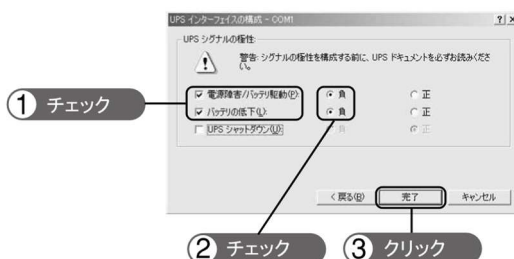 UPS インターフェイスの構成 - COM1
UPS シグナルの極性:
警告: シグナルの極性を構成する前に、UPS ドキュメントを必ずお読みくださ
い。
① チェック
電源障害/バッテリ駆動(P): 負 正
バッテリの低下(L): 負 正
UPS シャットダウン(U): 負 正
< 戻る(B) 完了 キャンセル
② チェック ③ クリック